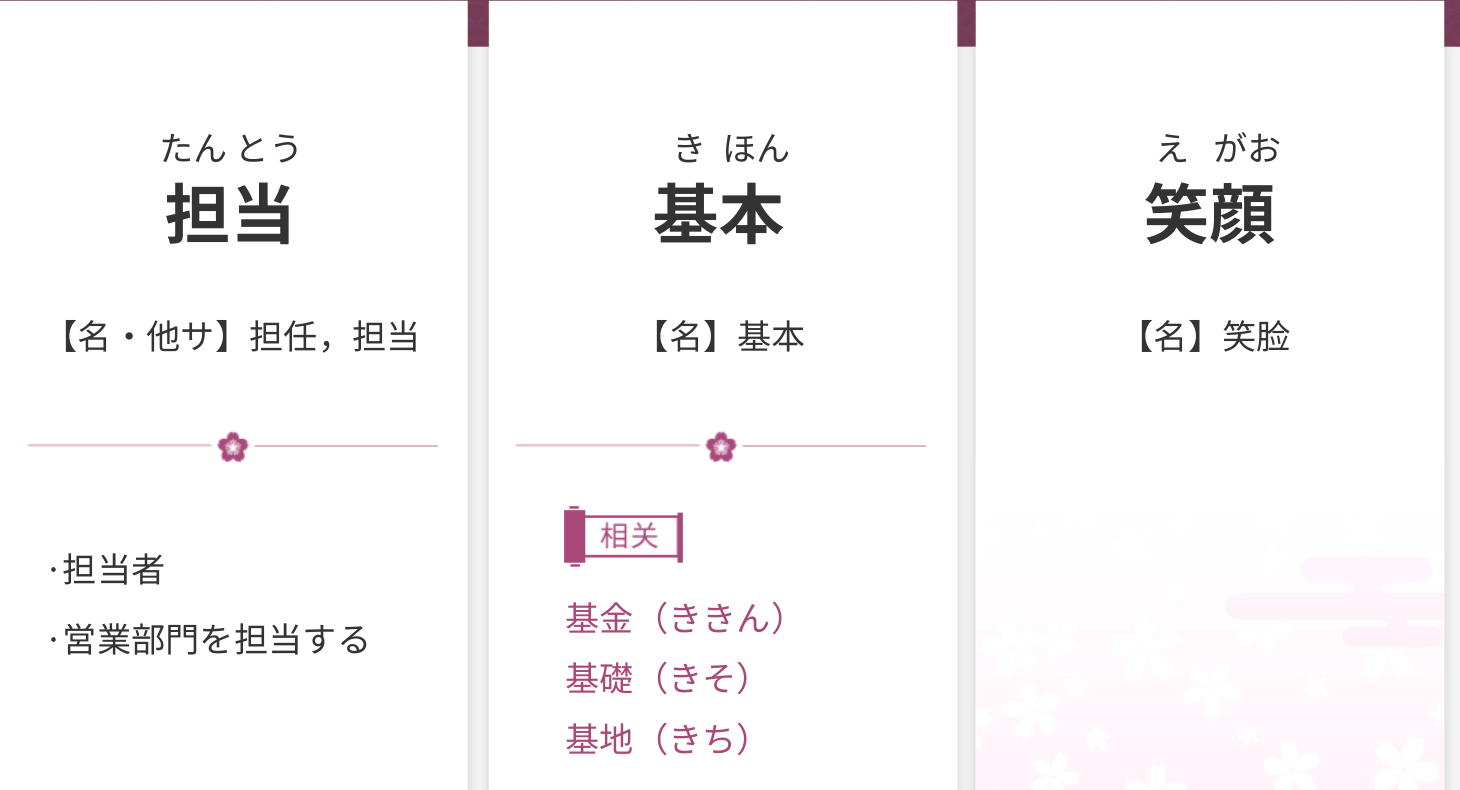 たん とう
担当
【名・他サ】担任，担当
·担当者
·営業部門を担当する
き ほん
基本
【名】基本
相关
基金（ききん）
基礎（きそ）
基地（きち）
え がお
笑顔
【名】笑脸